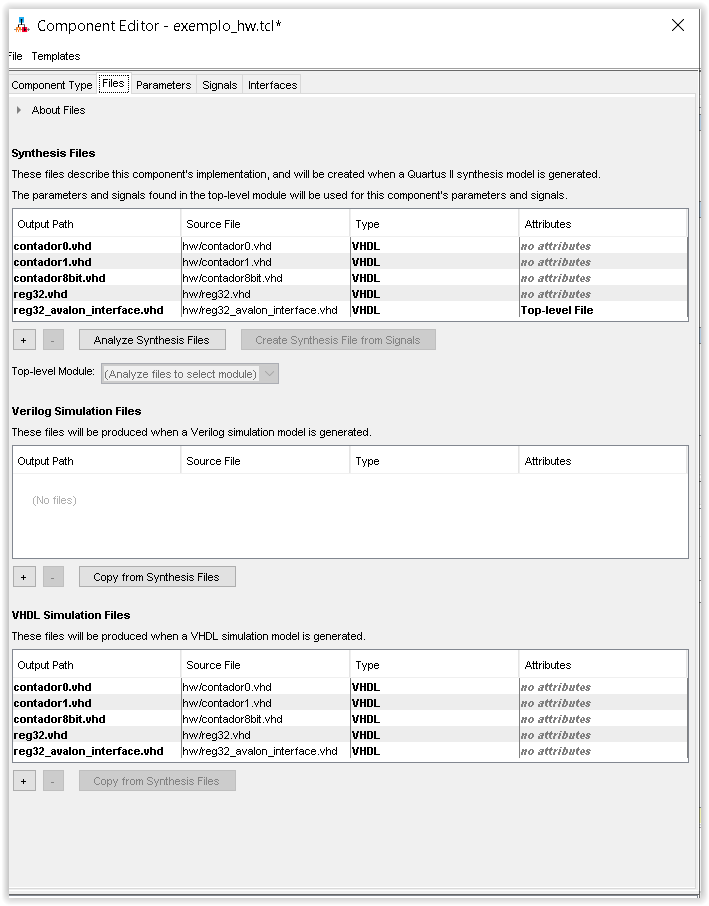 Component Editor - exemplo_hw.tcl*
File Templates
Component Type Files Parameters Signals Interfaces
About Files
Synthesis Files
These files describe this component's implementation, and will be created when a Quartus II synthesis model is generated.
The parameters and signals found in the top-level module will be used for this component's parameters and signals.
Output Path Source File Type Attributes
contador0.vhd hw/contador0.vhd VHDL no attributes
contador1.vhd hw/contador1.vhd VHDL no attributes
contador8bit.vhd hw/contador8bit.vhd VHDL no attributes
reg32.vhd hw/reg32.vhd VHDL no attributes
reg32_avalon_interface.vhd hw/reg32_avalon_interface.vhd VHDL Top-level File
+ - Analyze Synthesis Files Create Synthesis File from Signals
Top-level Module: (Analyze files to select module)
Verilog Simulation Files
These files will be produced when a Verilog simulation model is generated.
Output Path Source File Type Attributes
(No files)
+ - Copy from Synthesis Files
VHDL Simulation Files
These files will be produced when a VHDL simulation model is generated.
Output Path Source File Type Attributes
contador0.vhd hw/contador0.vhd VHDL no attributes
contador1.vhd hw/contador1.vhd VHDL no attributes
contador8bit.vhd hw/contador8bit.vhd VHDL no attributes
reg32.vhd hw/reg32.vhd VHDL no attributes
reg32_avalon_interface.vhd hw/reg32_avalon_interface.vhd VHDL no attributes
+ - Copy from Synthesis Files